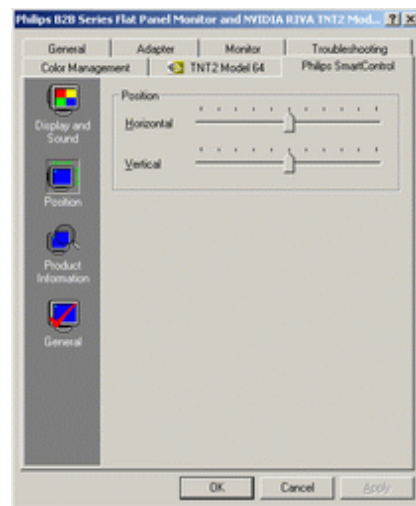 Philips B2B Series Flat Panel Monitor and NVIDIA RIVA TNT2 Mod...
General
Adapter
Monitor
Troubleshooting
Color Management
TNT2 Model 64
Philips SmartControl
Display and
Sound
Position
Product
Information
General
Position
Horizontal
Vertical
OK
Cancel
Apply